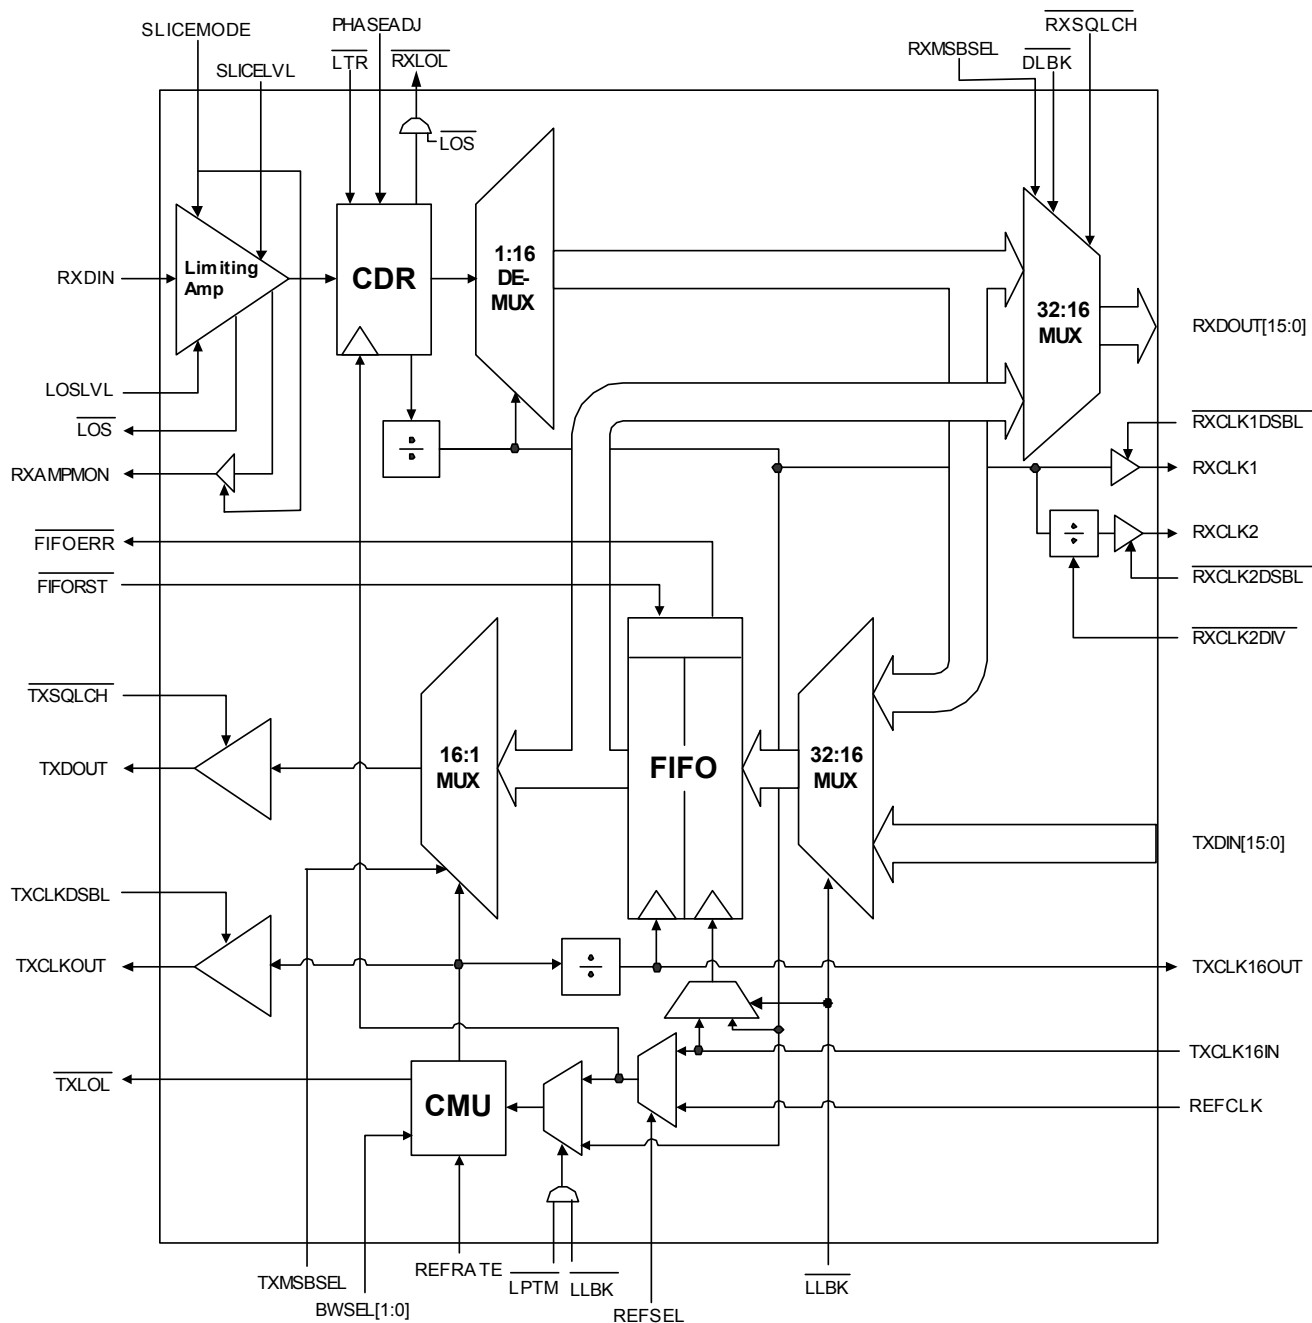 SLICEMODE
PHASEADJ
RXSQLCH
LTR
RXLOL
RXMSBSEL
DLBK
SLICELVL
LOS
RXDIN
Limiting
Amp
CDR
1:16
DE-
MUX
32:16
MUX
RXDOUT[15:0]
LOSLVL
LOS
÷
RXCLK1DSBL
RXAMPMON
RXCLK1
FIFOERR
÷
RXCLK2
FIFORST
RXCLK2DSBL
RXCLK2DIV
TXSQLCH
TXDOUT
16:1
MUX
FIFO
32:16
MUX
TXDIN[15:0]
TXCLKDSBL
TXCLKOUT
÷
TXCLK16OUT
TXCLK16IN
TXLOL
CMU
REFCLK
TXMSBSEL
REFRATE
LPTM
LLBK
LLBK
BWSEL[1:0]
REFSEL